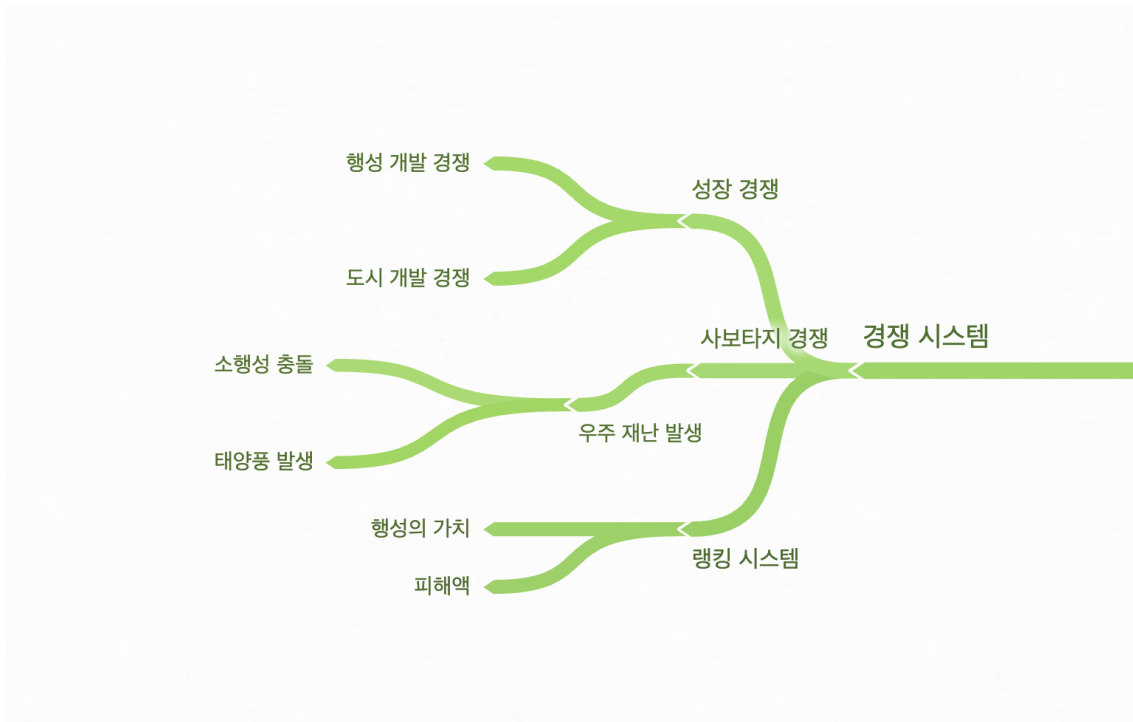 행성 개발 경쟁
성장 경쟁
도시 개발 경쟁
사보타지 경쟁
경쟁 시스템
소행성 충돌
우주 재난 발생
태양풍 발생
행성의 가치
랭킹 시스템
피해액